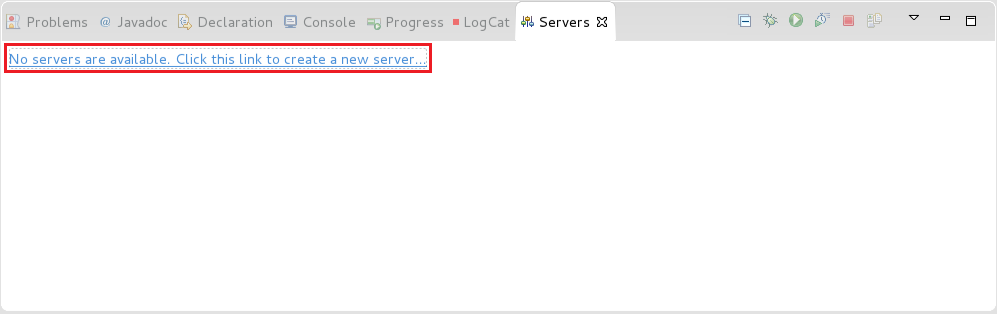 Problems @ Javadoc Declaration Console Progress LogCat Servers
No servers are available. Click this link to create a new server...